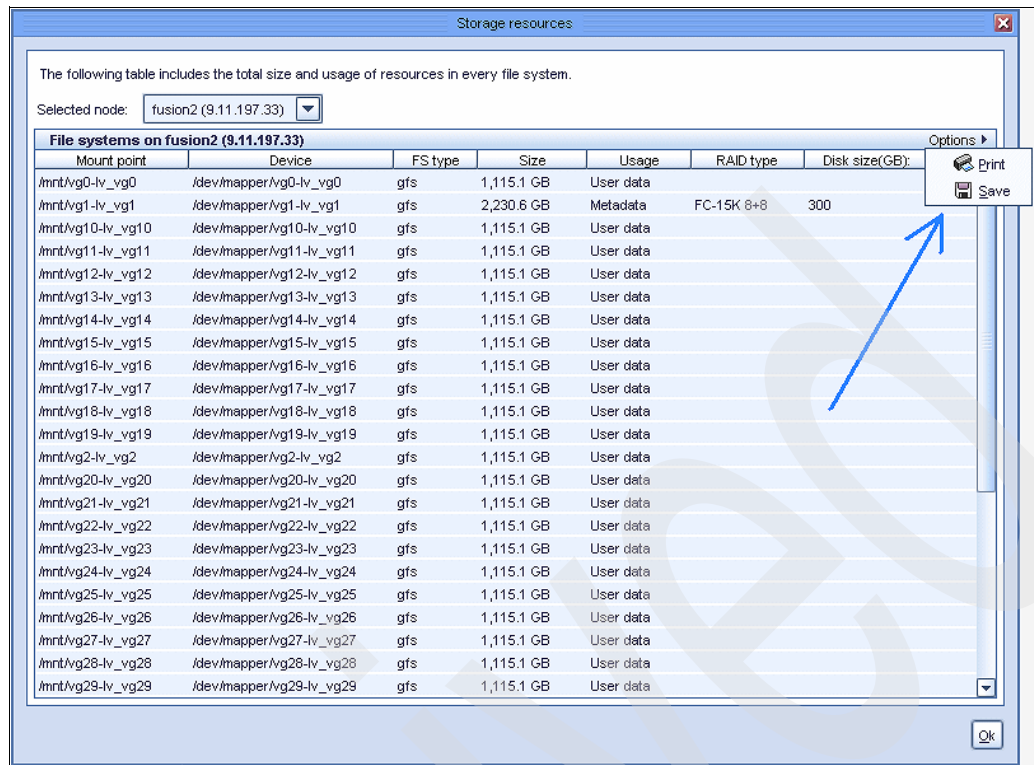 Storage resources
The following table includes the total size and usage of resources in every file system.
Selected node: fusion2 (9.11.197.33)
File systems on fusion2 (9.11.197.33) Options
Mount point Device FS type Size Usage RAID type Disk size(GB):
Print
Save
/mnt/vg0-lv_vg0 /dev/mapper/vg0-lv_vg0 gfs 1,115.1 GB User data
/mnt/vg1-lv_vg1 /dev/mapper/vg1-lv_vg1 gfs 2,230.6 GB Metadata FC-15K 8+8 300
/mnt/vg10-lv_vg10 /dev/mapper/vg10-lv_vg10 gfs 1,115.1 GB User data
/mnt/vg11-lv_vg11 /dev/mapper/vg11-lv_vg11 gfs 1,115.1 GB User data
/mnt/vg12-lv_vg12 /dev/mapper/vg12-lv_vg12 gfs 1,115.1 GB User data
/mnt/vg13-lv_vg13 /dev/mapper/vg13-lv_vg13 gfs 1,115.1 GB User data
/mnt/vg14-lv_vg14 /dev/mapper/vg14-lv_vg14 gfs 1,115.1 GB User data
/mnt/vg15-lv_vg15 /dev/mapper/vg15-lv_vg15 gfs 1,115.1 GB User data
/mnt/vg16-lv_vg16 /dev/mapper/vg16-lv_vg16 gfs 1,115.1 GB User data
/mnt/vg17-lv_vg17 /dev/mapper/vg17-lv_vg17 gfs 1,115.1 GB User data
/mnt/vg18-lv_vg18 /dev/mapper/vg18-lv_vg18 gfs 1,115.1 GB User data
/mnt/vg19-lv_vg19 /dev/mapper/vg19-lv_vg19 gfs 1,115.1 GB User data
/mnt/vg2-lv_vg2 /dev/mapper/vg2-lv_vg2 gfs 1,115.1 GB User data
/mnt/vg20-lv_vg20 /dev/mapper/vg20-lv_vg20 gfs 1,115.1 GB User data
/mnt/vg21-lv_vg21 /dev/mapper/vg21-lv_vg21 gfs 1,115.1 GB User data
/mnt/vg22-lv_vg22 /dev/mapper/vg22-lv_vg22 gfs 1,115.1 GB User data
/mnt/vg23-lv_vg23 /dev/mapper/vg23-lv_vg23 gfs 1,115.1 GB User data
/mnt/vg24-lv_vg24 /dev/mapper/vg24-lv_vg24 gfs 1,115.1 GB User data
/mnt/vg25-lv_vg25 /dev/mapper/vg25-lv_vg25 gfs 1,115.1 GB User data
/mnt/vg26-lv_vg26 /dev/mapper/vg26-lv_vg26 gfs 1,115.1 GB User data
/mnt/vg27-lv_vg27 /dev/mapper/vg27-lv_vg27 gfs 1,115.1 GB User data
/mnt/vg28-lv_vg28 /dev/mapper/vg28-lv_vg28 gfs 1,115.1 GB User data
/mnt/vg29-lv_vg29 /dev/mapper/vg29-lv_vg29 gfs 1,115.1 GB User data
Ok